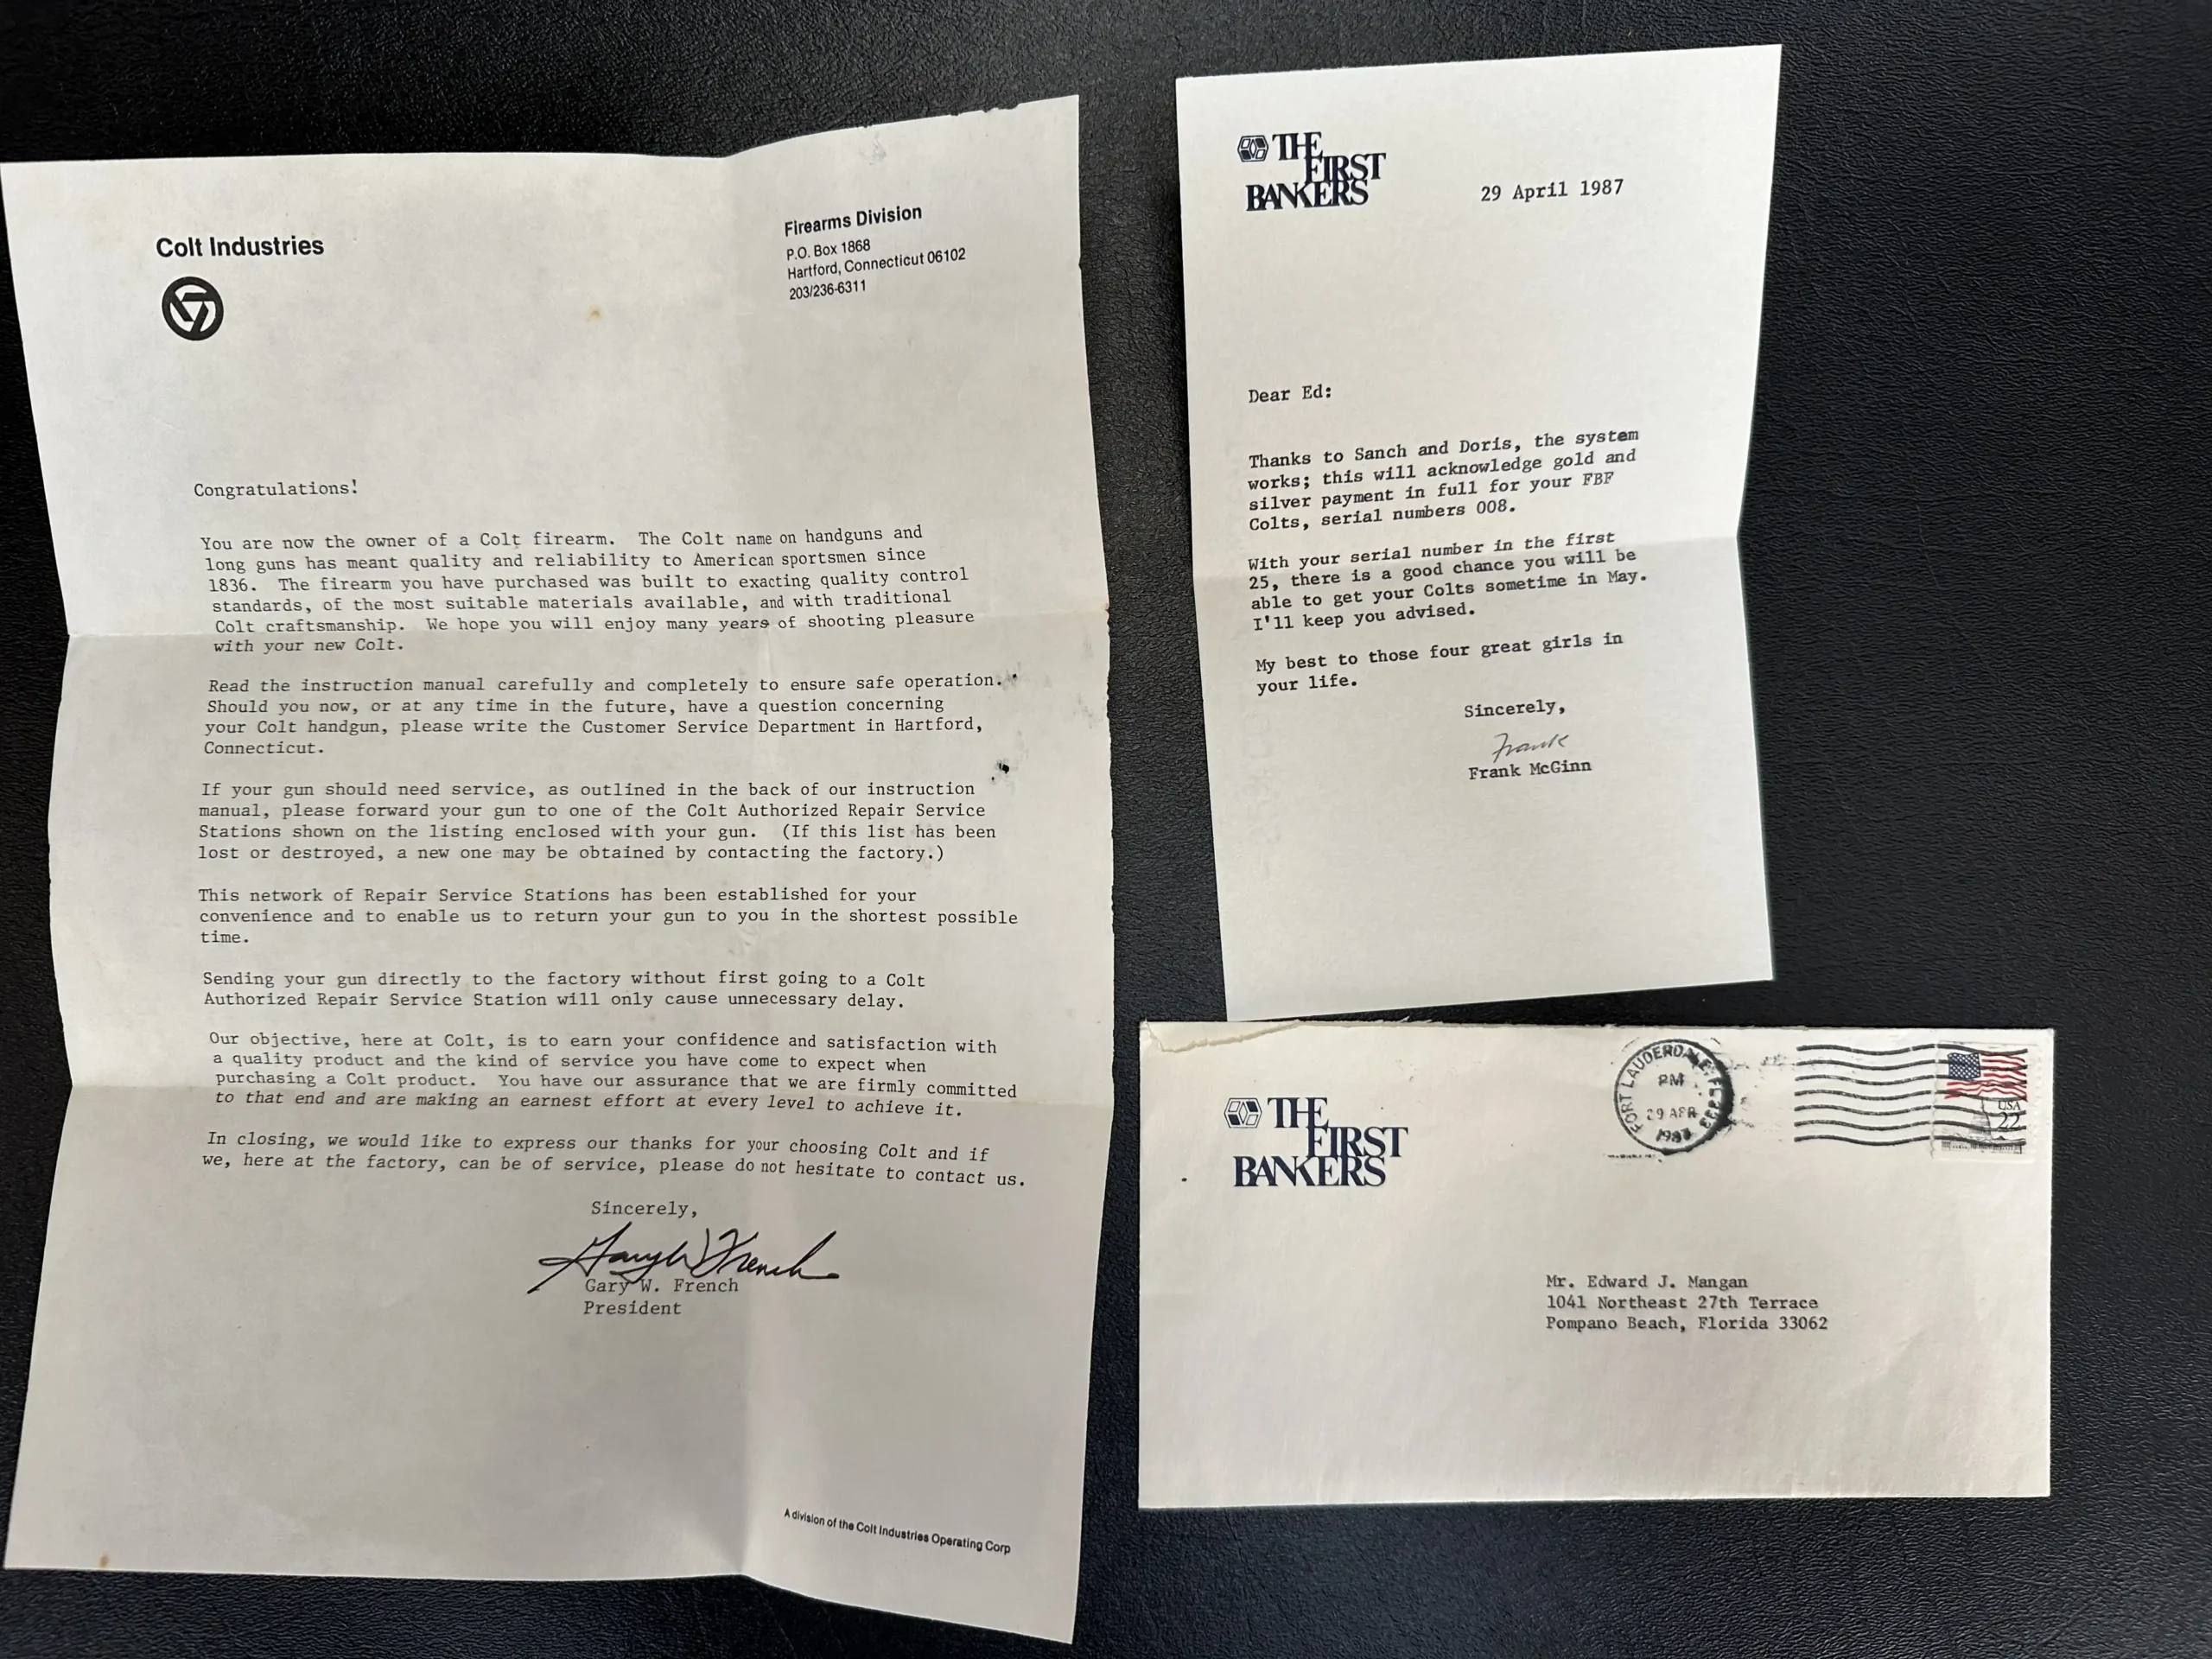 Colt Industries
Firearms Division
P.O. Box 1868
Hartford, Connecticut 06102
203/236-6311
Congratulations!
You are now the owner of a Colt firearm. The Colt name on handguns and
long guns has meant quality and reliability to American sportsmen since
1836. The firearm you have purchased was built to exacting quality control
standards, of the most suitable materials available, and with traditional
Colt craftsmanship. We hope you will enjoy many years of shooting pleasure
with your new Colt.
Read the instruction manual carefully and completely to ensure safe operation.
Should you now, or at any time in the future, have a question concerning
your Colt handgun, please write the Customer Service Department in Hartford,
Connecticut.
If your gun should need service, as outlined in the back of our instruction
manual, please forward your gun to one of the Colt Authorized Repair Service
Stations shown on the listing enclosed with your gun. (If this list has been
lost or destroyed, a new one may be obtained by contacting the factory.)
This network of Repair Service Stations has been established for your
convenience and to enable us to return your gun to you in the shortest possible
time.
Sending your gun directly to the factory without first going to a Colt
Authorized Repair Service Station will only cause unnecessary delay.
Our objective, here at Colt, is to earn your confidence and satisfaction with
a quality product and the kind of service you have come to expect when
purchasing a Colt product. You have our assurance that we are firmly committed
to that end and are making an earnest effort at every level to achieve it.
In closing, we would like to express our thanks for your choosing Colt and if
we, here at the factory, can be of service, please do not hesitate to contact us.
Sincerely,
Gary W. French
Gary W. French
President
A division of the Colt Industries Operating Corp
THE
FIRST
BANKERS
29 April 1987
Dear Ed:
Thanks to Sanch and Doris, the system
works; this will acknowledge gold and
silver payment in full for your FBF
Colts, serial numbers 008.
With your serial number in the first
25, there is a good chance you will be
able to get your Colts sometime in May.
I'll keep you advised.
My best to those four great girls in
your life.
Sincerely,
Frank
Frank McGinn
THE
FIRST
BANKERS
FORT LAUDERDALE, FL 333
PM
29 APR
1987
USA
22
Mr. Edward J. Mangan
1041 Northeast 27th Terrace
Pompano Beach, Florida 33062